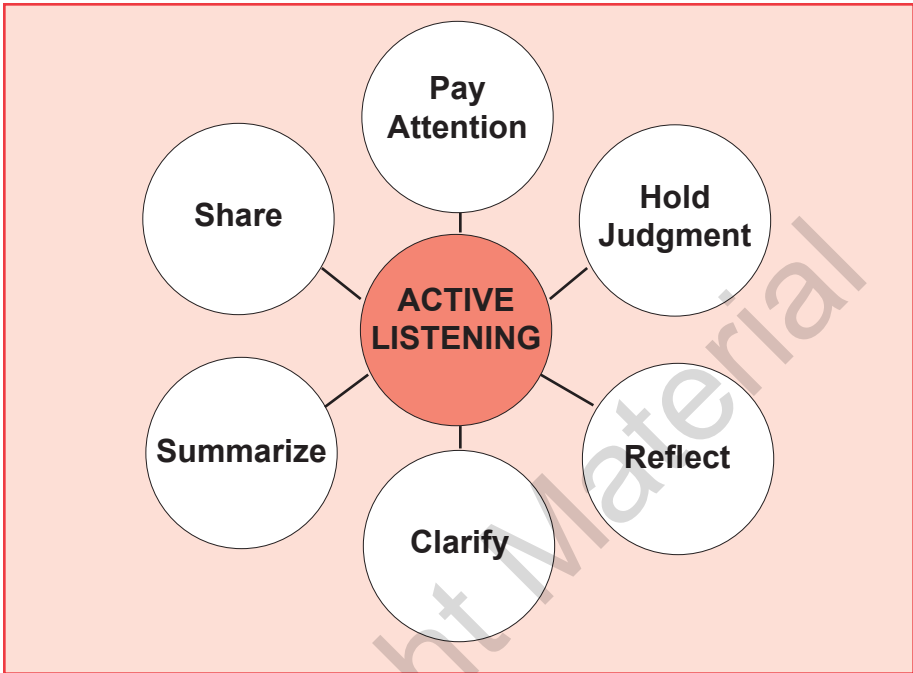 Pay
Attention
Hold
Judgment
Reflect
Clarify
Summarize
Share
ACTIVE
LISTENING
ht Material